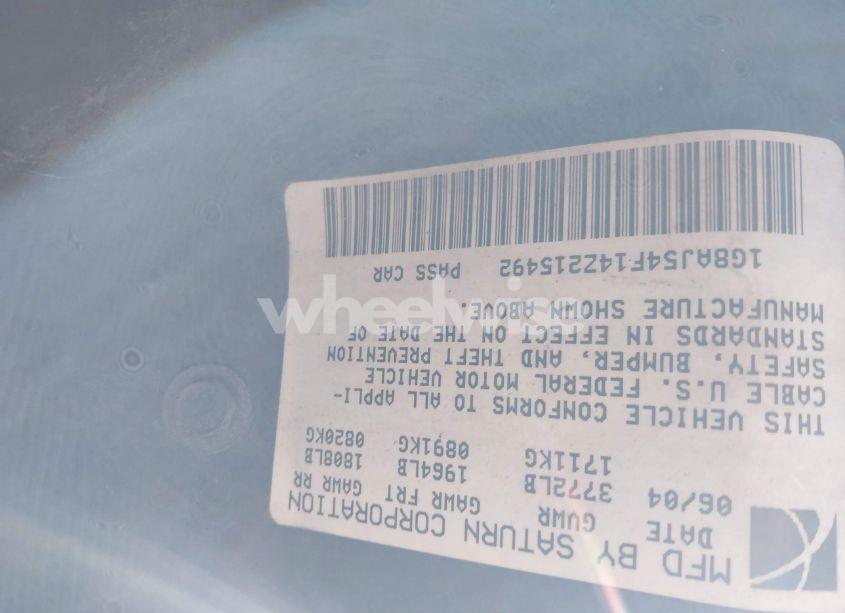 MFD BY SATURN CORPORATION
DATE GVWR GAWR FRT GAWR RR
06/04 3772LB 1964LB 1808LB
1711KG 0891KG 0820KG
THIS VEHICLE CONFORMS TO ALL APPLI-
CABLE U.S. FEDERAL MOTOR VEHICLE
SAFETY, BUMPER, AND THEFT PREVENTION
STANDARDS IN EFFECT ON THE DATE OF
MANUFACTURE SHOWN ABOVE.
1G8AJ54F14Z215492 PASS CAR
wheelwise